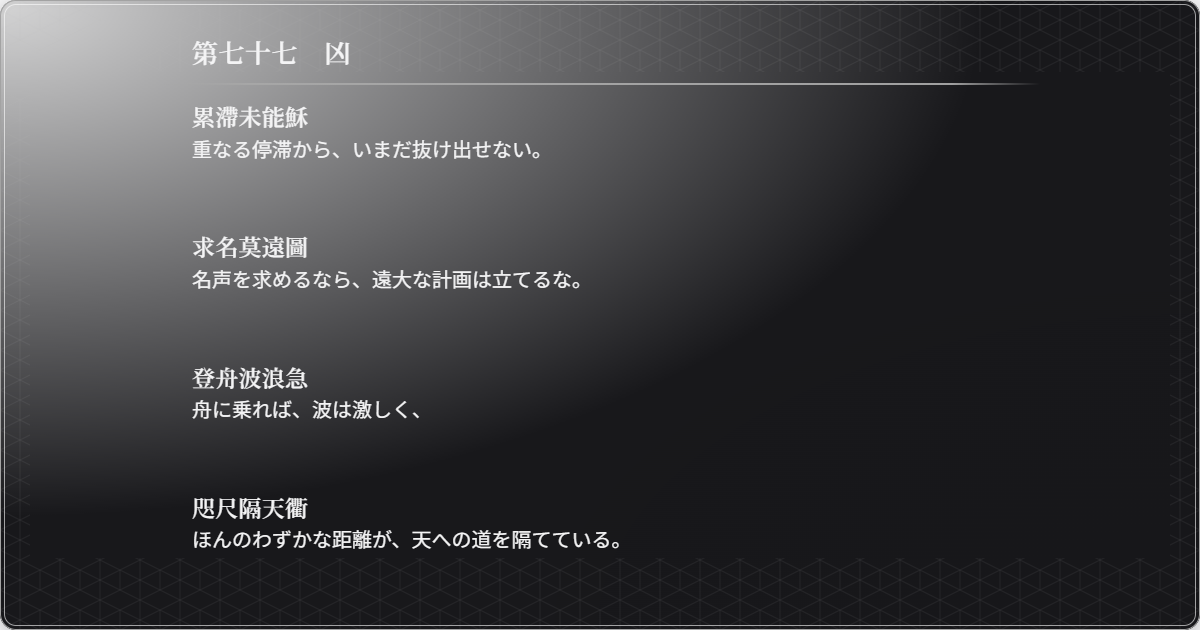 第七十七　凶
累滯未能穌
重なる停滞から、いまだ抜け出せない。
求名莫遠圖
名声を求めるなら、遠大な計画は立てるな。
登舟波浪急
舟に乗れば、波は激しく、
咫尺隔天衢
ほんのわずかな距離が、天への道を隔てている。